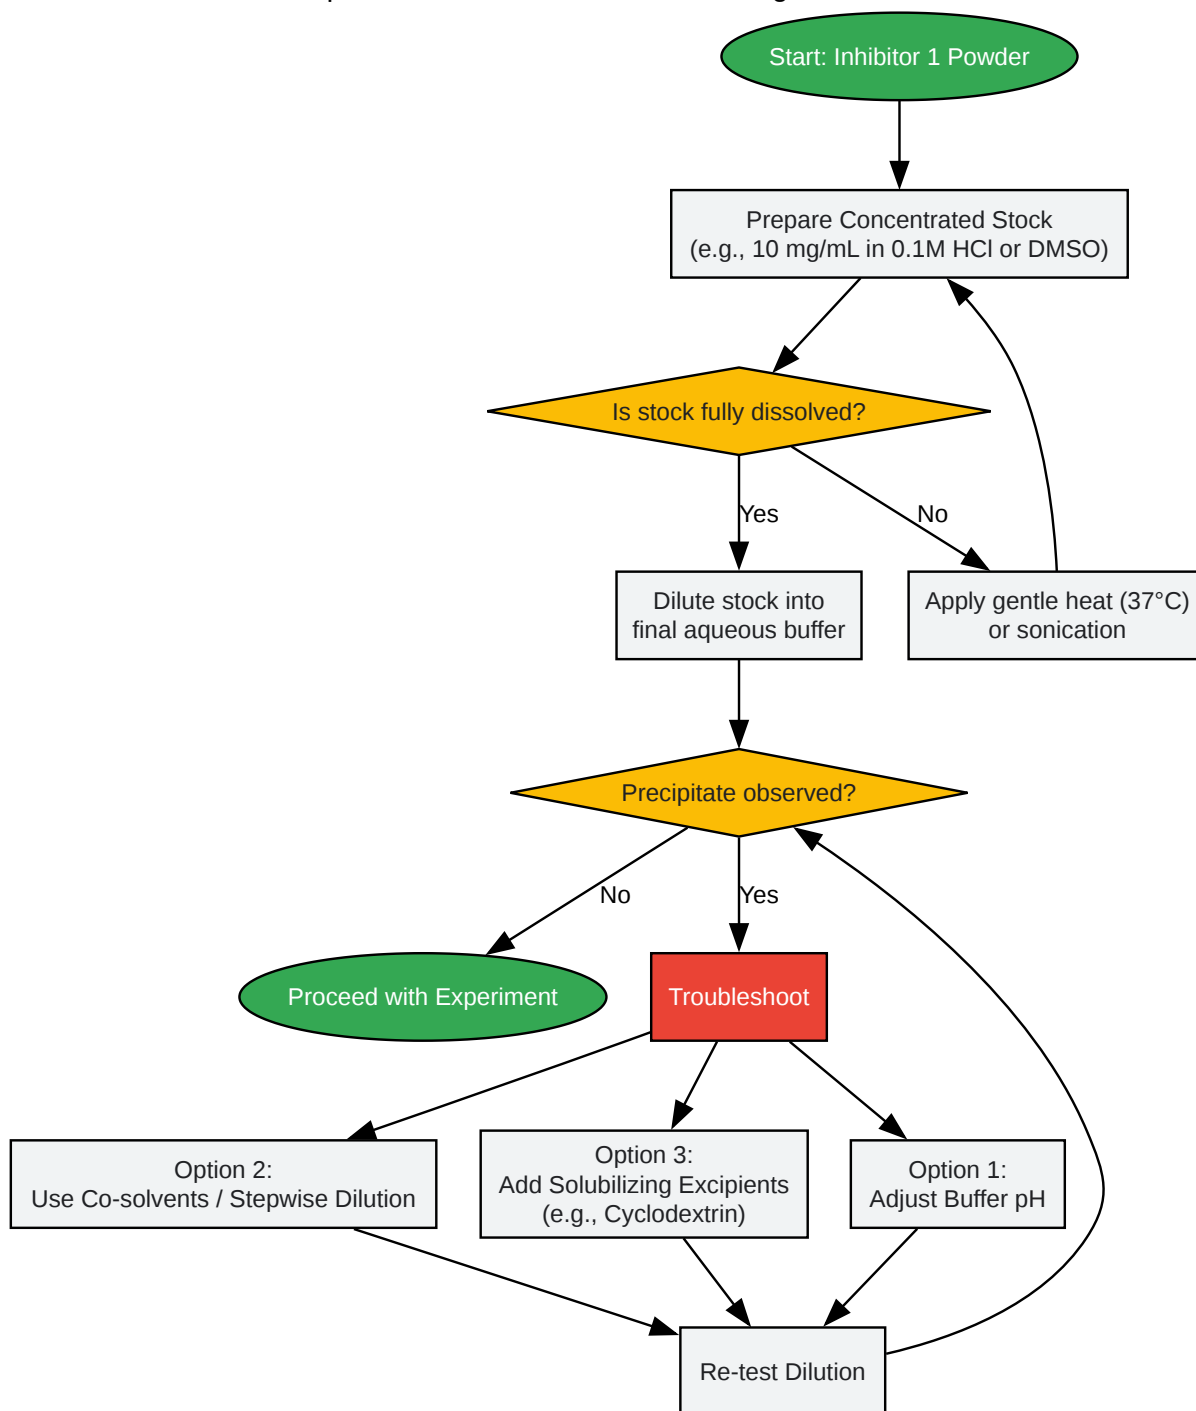 Start: Inhibitor 1 Powder
Prepare Concentrated Stock
(e.g., 10 mg/mL in 0.1M HCl or DMSO)
Is stock fully dissolved?
Yes
No
Dilute stock into
final aqueous buffer
Apply gentle heat (37°C)
or sonication
Precipitate observed?
No
Yes
Proceed with Experiment
Troubleshoot
Option 2:
Use Co-solvents / Stepwise Dilution
Option 3:
Add Solubilizing Excipients
(e.g., Cyclodextrin)
Option 1:
Adjust Buffer pH
Re-test Dilution